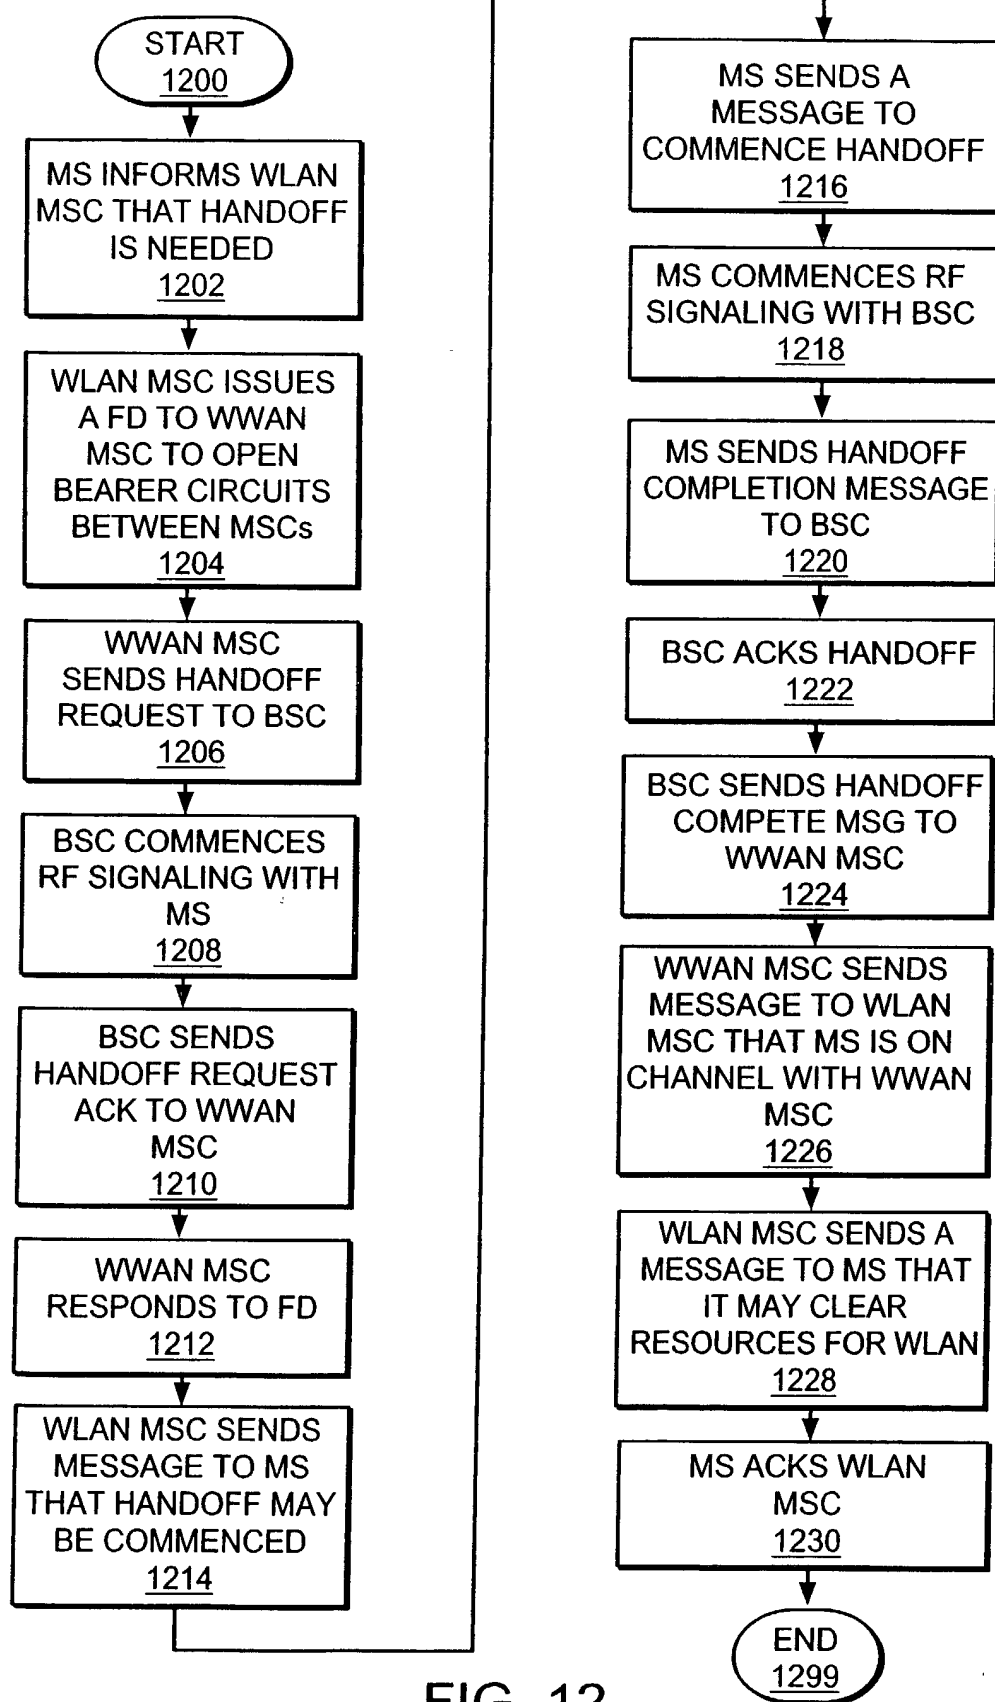 START
1200
MS INFORMS WLAN
MSC THAT HANDOFF
IS NEEDED
1202
WLAN MSC ISSUES
A FD TO WWAN
MSC TO OPEN
BEARER CIRCUITS
BETWEEN MSCs
1204
WWAN MSC
SENDS HANDOFF
REQUEST TO BSC
1206
BSC COMMENCES
RF SIGNALING WITH
MS
1208
BSC SENDS
HANDOFF REQUEST
ACK TO WWAN
MSC
1210
WWAN MSC
RESPONDS TO FD
1212
WLAN MSC SENDS
MESSAGE TO MS
THAT HANDOFF MAY
BE COMMENCED
1214
MS SENDS A
MESSAGE TO
COMMENCE HANDOFF
1216
MS COMMENCES RF
SIGNALING WITH BSC
1218
MS SENDS HANDOFF
COMPLETION MESSAGE
TO BSC
1220
BSC ACKS HANDOFF
1222
BSC SENDS HANDOFF
COMPETE MSG TO
WWAN MSC
1224
WWAN MSC SENDS
MESSAGE TO WLAN
MSC THAT MS IS ON
CHANNEL WITH WWAN
MSC
1226
WLAN MSC SENDS A
MESSAGE TO MS THAT
IT MAY CLEAR
RESOURCES FOR WLAN
1228
MS ACKS WLAN
MSC
1230
END
1299
FIG. 12